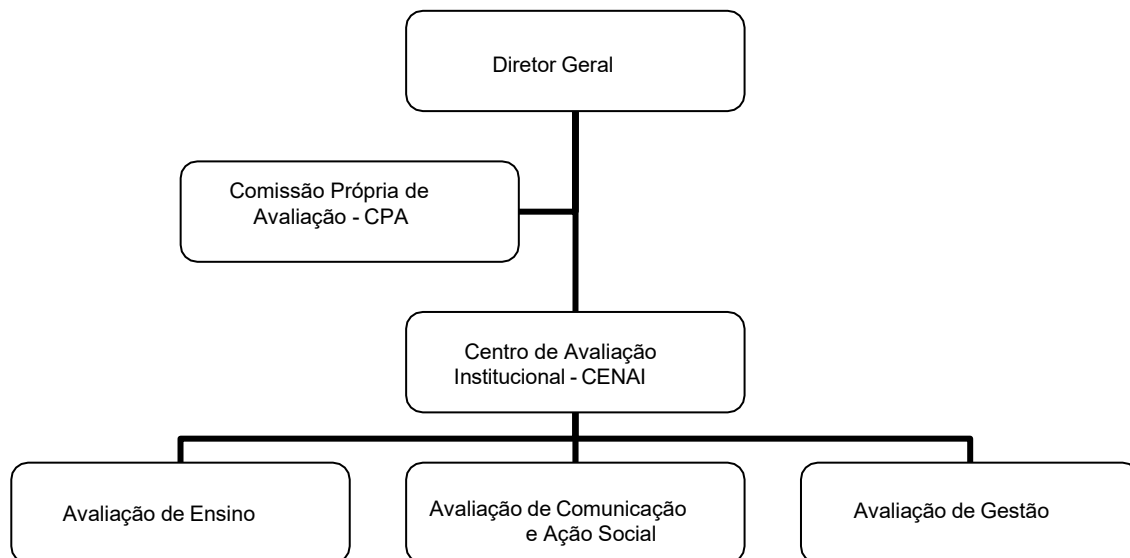 Diretor Geral
Comissão Própria de
Avaliação - CPA
Centro de Avaliação
Institucional - CENAI
Avaliação de Ensino
Avaliação de Comunicação
e Ação Social
Avaliação de Gestão